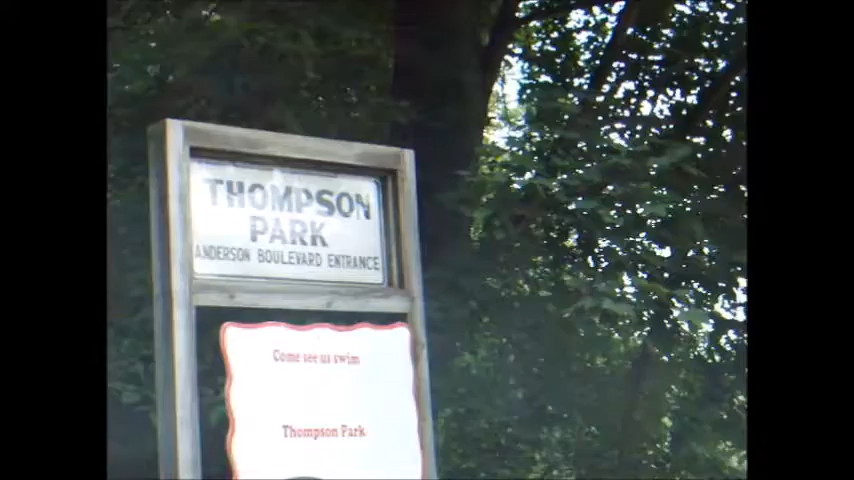 THOMPSON
PARK
ANDERSON BOULEVARD ENTRANCE
Come see us swim
Thompson Park